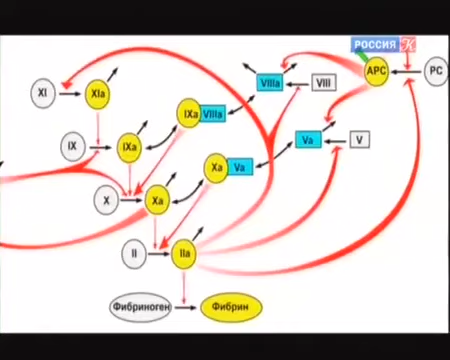 РОССИЯ К
XI XIa
VIIIa VIII
APC PC
IXa VIIIa
IX IXa
Va V
Xa Va
X Xa
II IIa
Фибриноген Фибрин